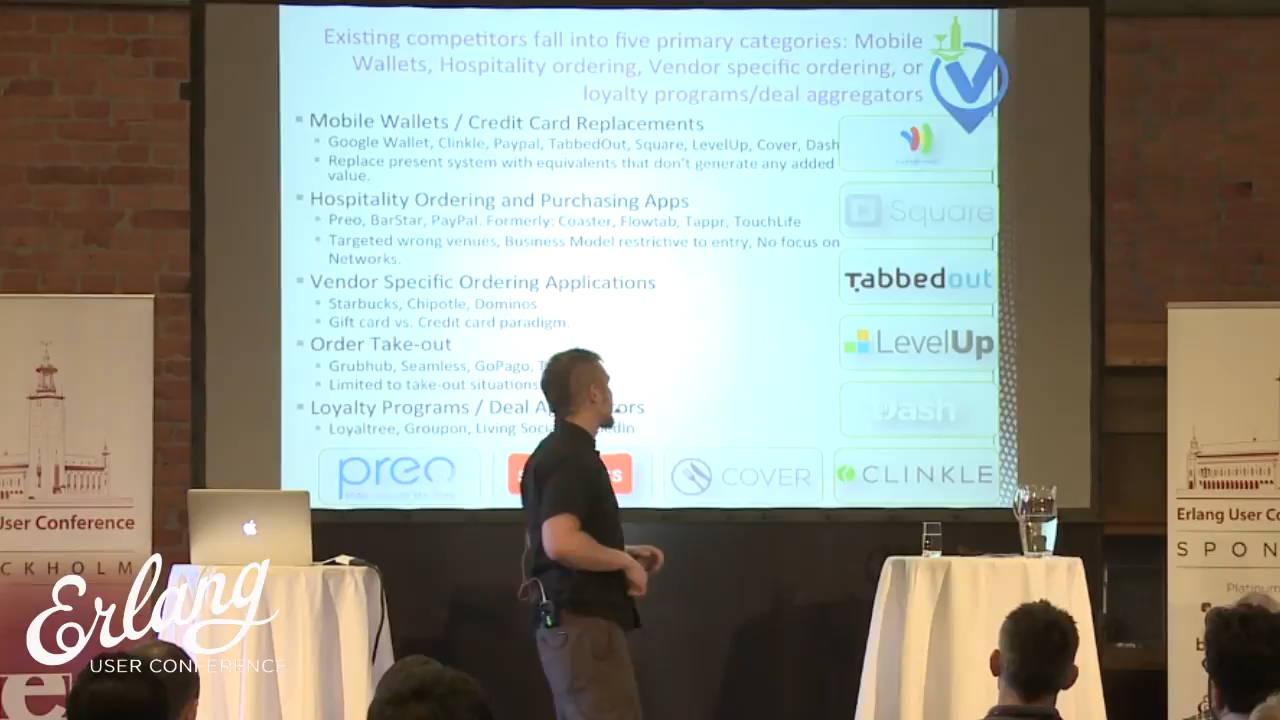 Existing competitors fall into five primary categories: Mobile
Wallets, Hospitality ordering, Vendor specific ordering, or
loyalty programs/deal aggregators
Mobile Wallets / Credit Card Replacements
Google Wallet, Clinkle, Paypal, TabbedOut, Square, LevelUp, Cover, Dash
Replace present system with equivalents that don't generate any added
value.
Hospitality Ordering and Purchasing Apps
Preo, BarStar, PayPal. Formerly: Coaster, Flowtab, Tappr, TouchLife
Targeted wrong venues, Business Model restrictive to entry, No focus on
Networks.
Vendor Specific Ordering Applications
Starbucks, Chipotle, Dominos
Gift card vs. Credit card paradigm.
Order Take-out
Grubhub, Seamless, GoPago,
Limited to take-out situations
Loyalty Programs / Deal
Loyaltree, Groupon, Living
Square
Tabbedout
LevelUp
Dash
preo
COVER
CLINKLE
User Conference
CKHOLM
Erlang
USER CONFERENCE
Erlang User Co
SPON
Platinum